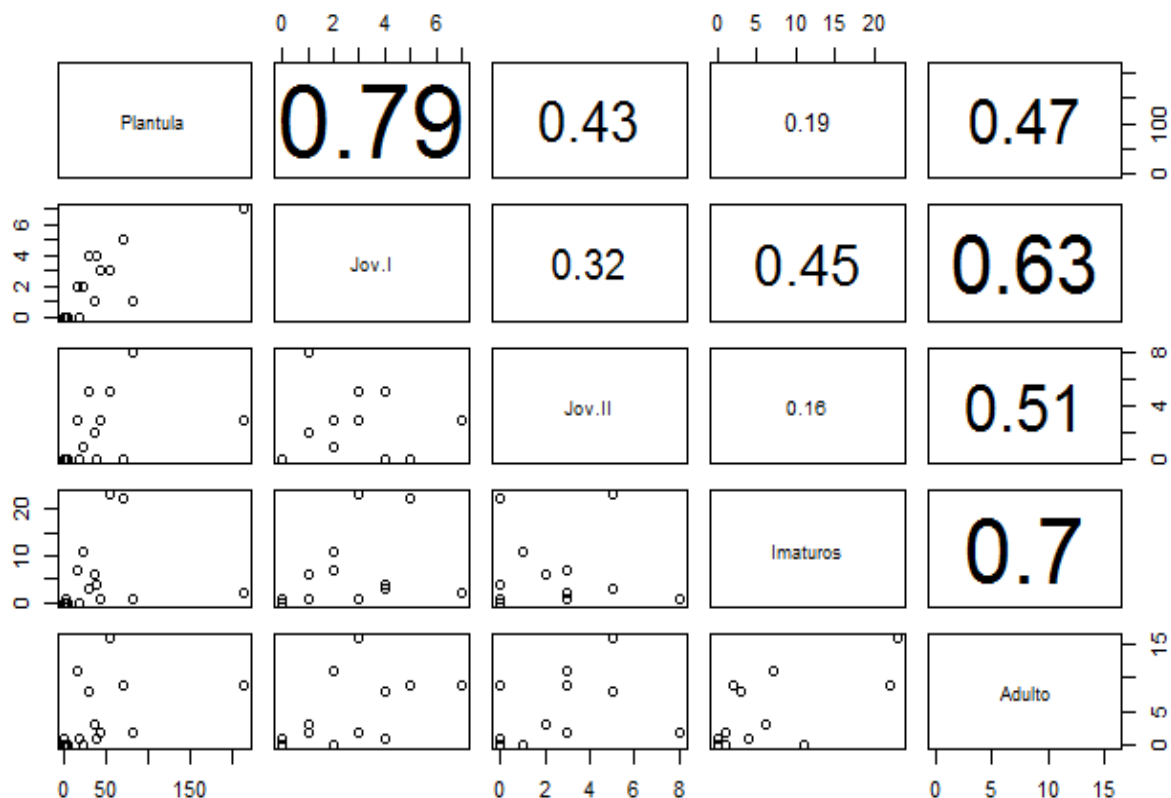 0 2 4 6 0 5 10 20
Plantula 0.79 0.43 0.19 0.47 0 100
0 2 4 6 Jov.I 0.32 0.45 0.63
Jov.II 0.16 0.51 0 4 8
0 10 20 Imaturos 0.7
Adulto 0 5 15
0 50 150 0 2 4 6 8 0 5 10 15